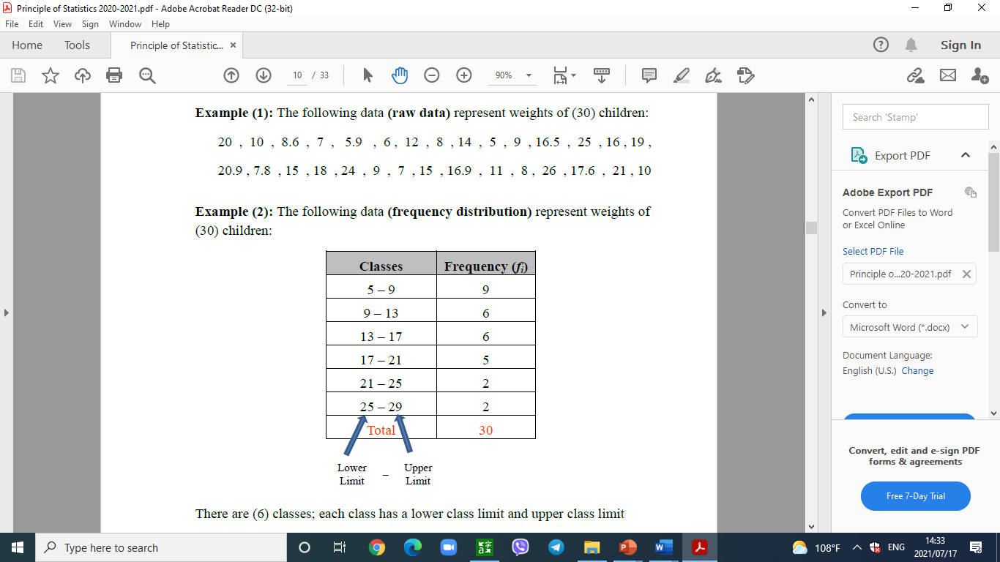 Principle of Statistics 2020-2021.pdf - Adobe Acrobat Reader DC (32-bit)
File Edit View Sign Window Help
Home Tools Principle of Statistic... × Sign In
10 / 33 90%
Example (1): The following data (raw data) represent weights of (30) children:
20 , 10 , 8.6 , 7 , 5.9 , 6 , 12 , 8 , 14 , 5 , 9 , 16.5 , 25 , 16 , 19 ,
20.9 , 7.8 , 15 , 18 , 24 , 9 , 7 , 15 , 16.9 , 11 , 8 , 26 , 17.6 , 21 , 10
Example (2): The following data (frequency distribution) represent weights of
(30) children:
Classes Frequency (fi)
5 – 9 9
9 – 13 6
13 – 17 6
17 – 21 5
21 – 25 2
25 – 29 2
Total 30
Lower Limit – Upper Limit
There are (6) classes; each class has a lower class limit and upper class limit
Search 'Stamp'
Export PDF
Adobe Export PDF
Convert PDF Files to Word
or Excel Online
Select PDF File
Principle o...20-2021.pdf
Convert to
Microsoft Word (*.docx)
Document Language:
English (U.S.) Change
Convert, edit and e-sign PDF
forms & agreements
Free 7-Day Trial
Type here to search
108°F ENG
14:33
2021/07/17